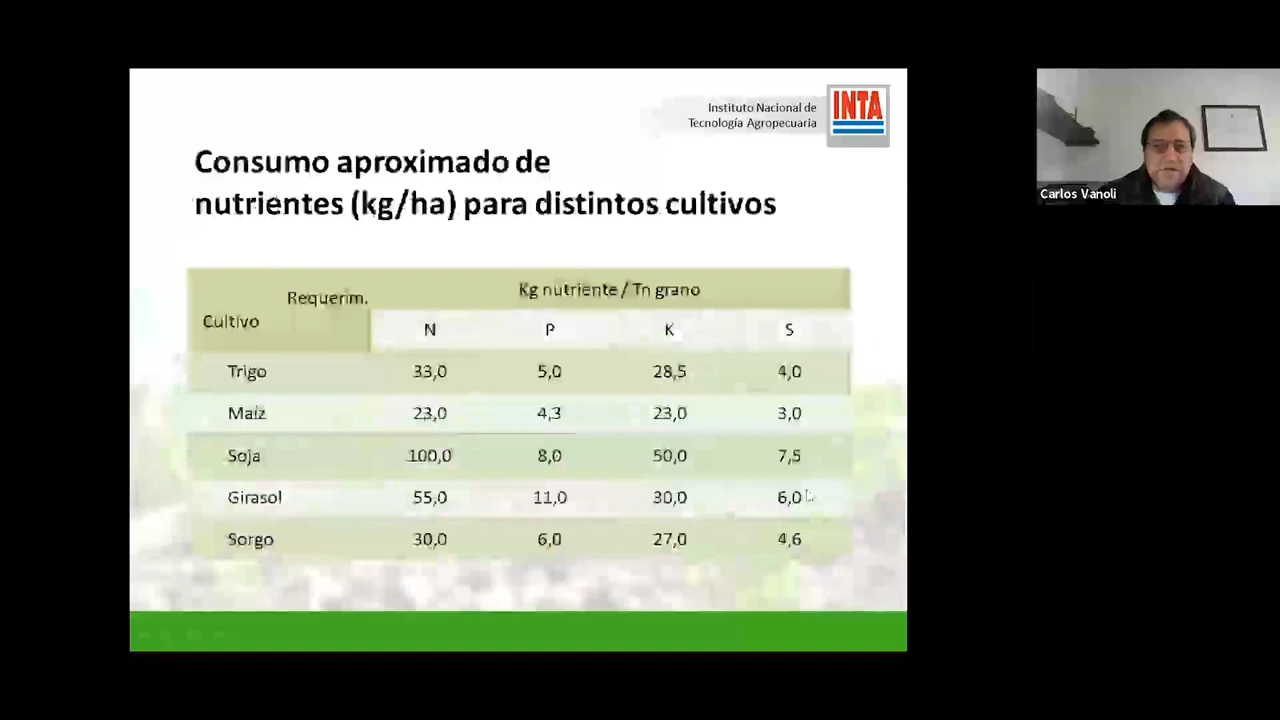 Instituto Nacional de
Tecnología Agropecuaria
INTA
Consumo aproximado de
nutrientes (kg/ha) para distintos cultivos
Requerim.
Cultivo
Kg nutriente / Tn grano
N P K S
Trigo 33,0 5,0 28,5 4,0
Maíz 23,0 4,3 23,0 3,0
Soja 100,0 8,0 50,0 7,5
Girasol 55,0 11,0 30,0 6,0
Sorgo 30,0 6,0 27,0 4,6
Carlos Vanoli